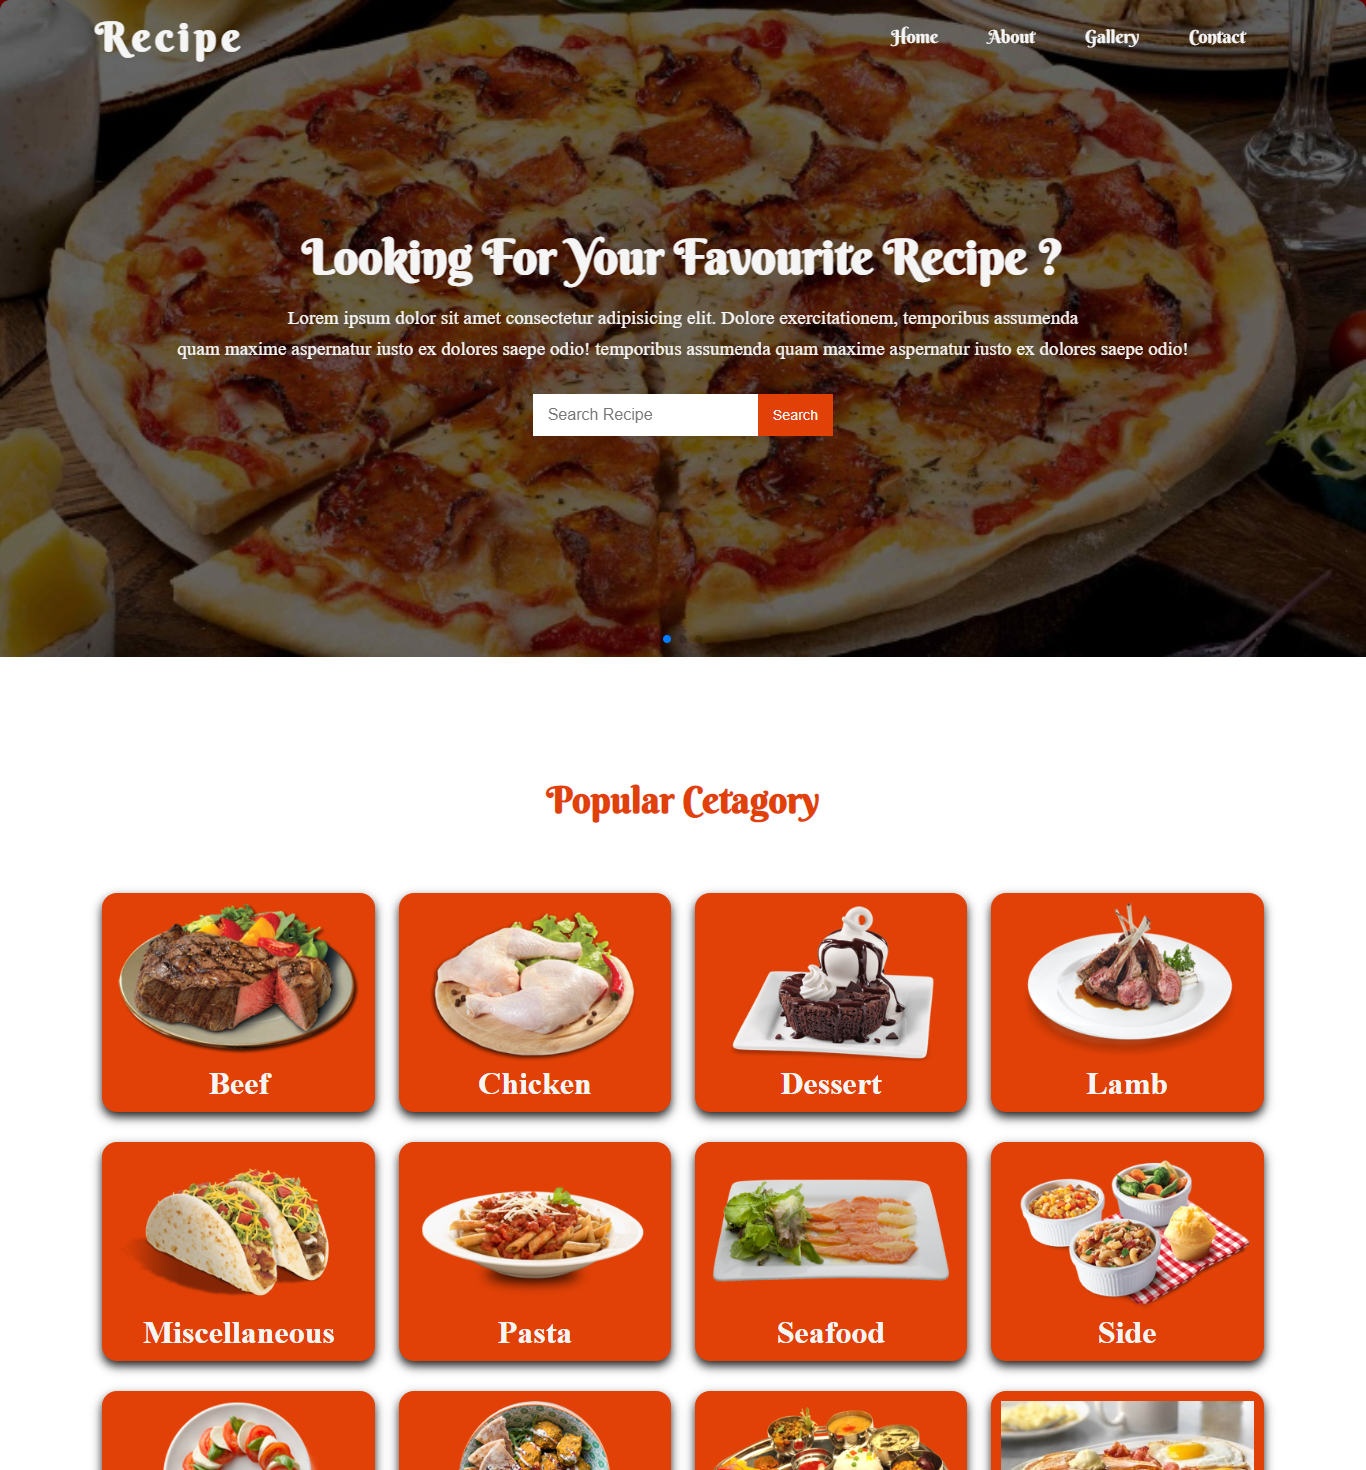 Recipe
Home About Gallery Contact
Looking For Your Favourite Recipe ?
Lorem ipsum dolor sit amet consectetur adipisicing elit. Dolore exercitationem, temporibus assumenda
quam maxime aspernatur iusto ex dolores saepe odio! temporibus assumenda quam maxime aspernatur iusto ex dolores saepe odio!
Search Recipe Search
Popular Cetagory
Beef Chicken Dessert Lamb
Miscellaneous Pasta Seafood Side